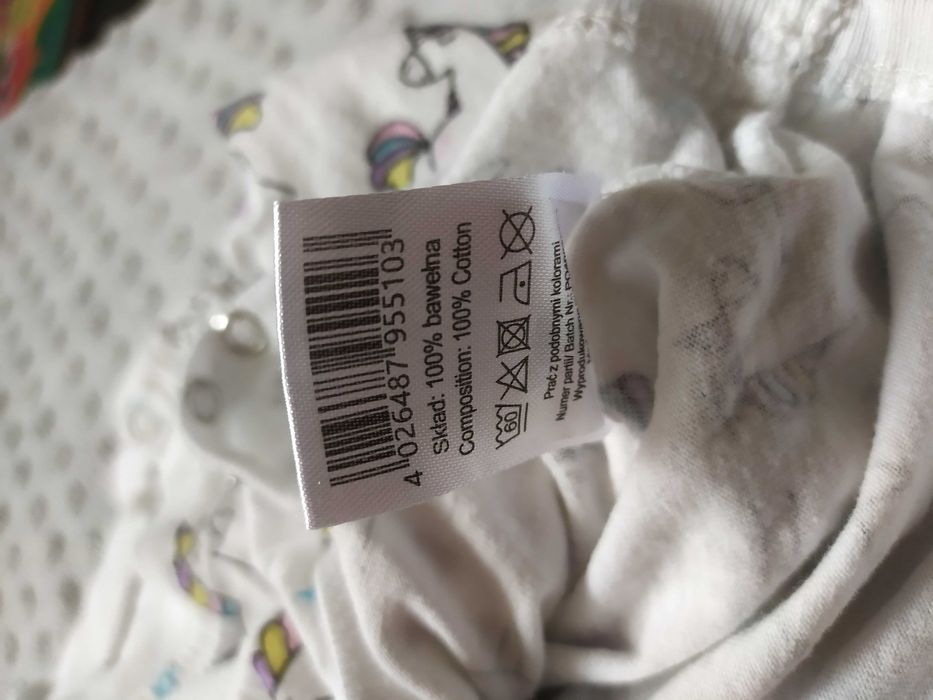 4 026487 955103
Skład: 100% bawełna
Composition: 100% Cotton
60
Prać z podobnymi kolorami
Numer partii/ Batch Nr.: